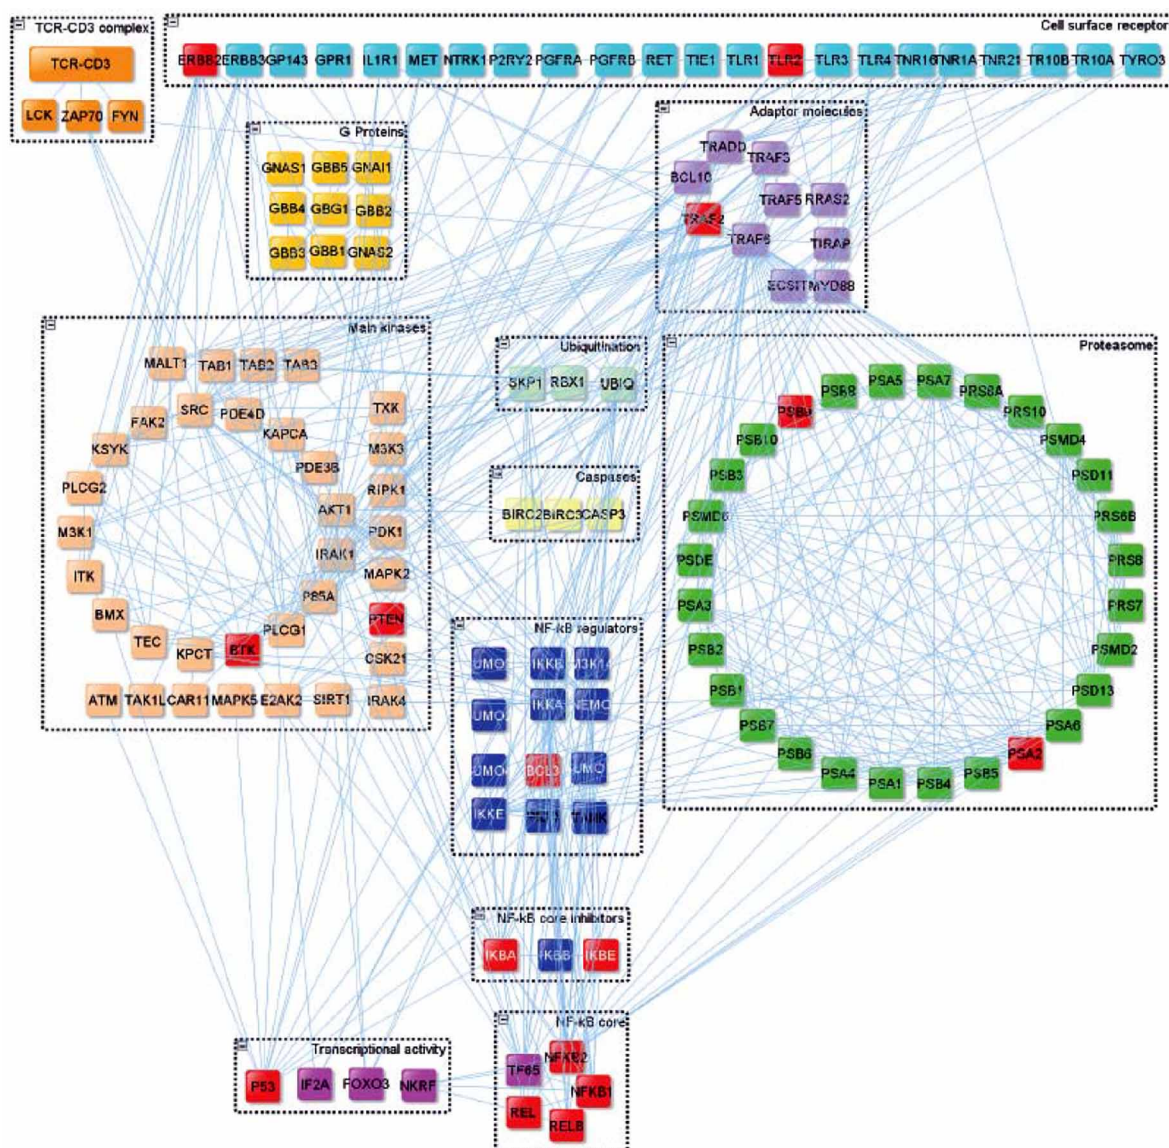 TCR-CD3 complex
Cell surface receptor
TCR-CD3
LCK ZAP70 FYN
ERBB2 ERBB3 GP143 GPR1 IL1R1 MET NTRK1 P2RY2 PGFRA PGFRB RET TIE1 TLR1 TLR2 TLR3 TLR4 TNR16 TNR1A TNR21 TR10B TR10A TYRO3
G Proteins
GNAS1 GBB5 GNAI1
GBB4 GBG1 GBB2
GBB3 GBB1 GNAS2
Adaptor molecules
TRADD
TRAF3
BCL10
TRAF5 RRAS2
TRAF2
TRAF6
TIRAP
ECSIT MYD88
Main kinases
MALT1 TAB1 TAB2 TAB3
SRC PDE4D TXK
FAK2
KAPCA
KSYK
M3K3
PDE3B
PLCG2
RIPK1
AKT1
M3K1
PDK1
IRAK1
ITK
MAPK2
P85A
BMX
PTEN
PLCG1
TEC
KPCT BTK
CSK21
ATM TAK1L CAR11 MAPK5 E2AK2 SIRT1 IRAK4
Ubiquitination
SKP1 RBX1 UBIQ
Caspases
BIRC2 BIRC3 CASP3
NF-kB regulators
UMO IKKB M3K14
UMO IKKA NEMO
UMO BCL3 UMO
IKKE
Proteasome
PSB9 PSB8 PSA5 PSA7 PRS6A
PRS10
PSB10
PSMD4
PSB3
PSD11
PSMD6
PRS6B
PSDE
PRS8
PSA3
PRS7
PSB2
PSMD2
PSB1
PSD13
PSB7
PSA6
PSB6
PSA2
PSA4 PSA1 PSB4 PSB5
NF-kB core inhibitors
IKBA IKBB IKBE
Transcriptional activity
P53 IF2A FOXO3 NKRF
NF-kB core
TF65 NFKB2
NFKB1
REL
RELB